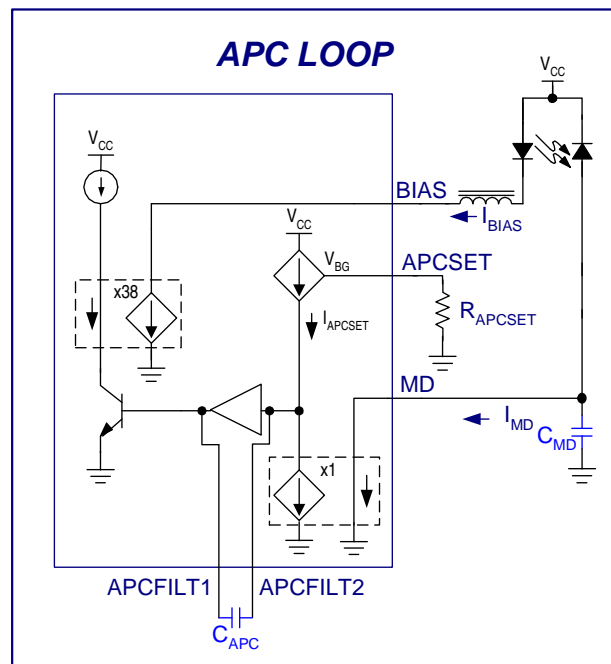 APC LOOP
VCC
VCC
BIAS
IBIAS
VCC
VBG
APCSET
x38
IAPCSET
RAPCSET
MD
IMD
CMD
x1
APCFILT1
APCFILT2
CAPC